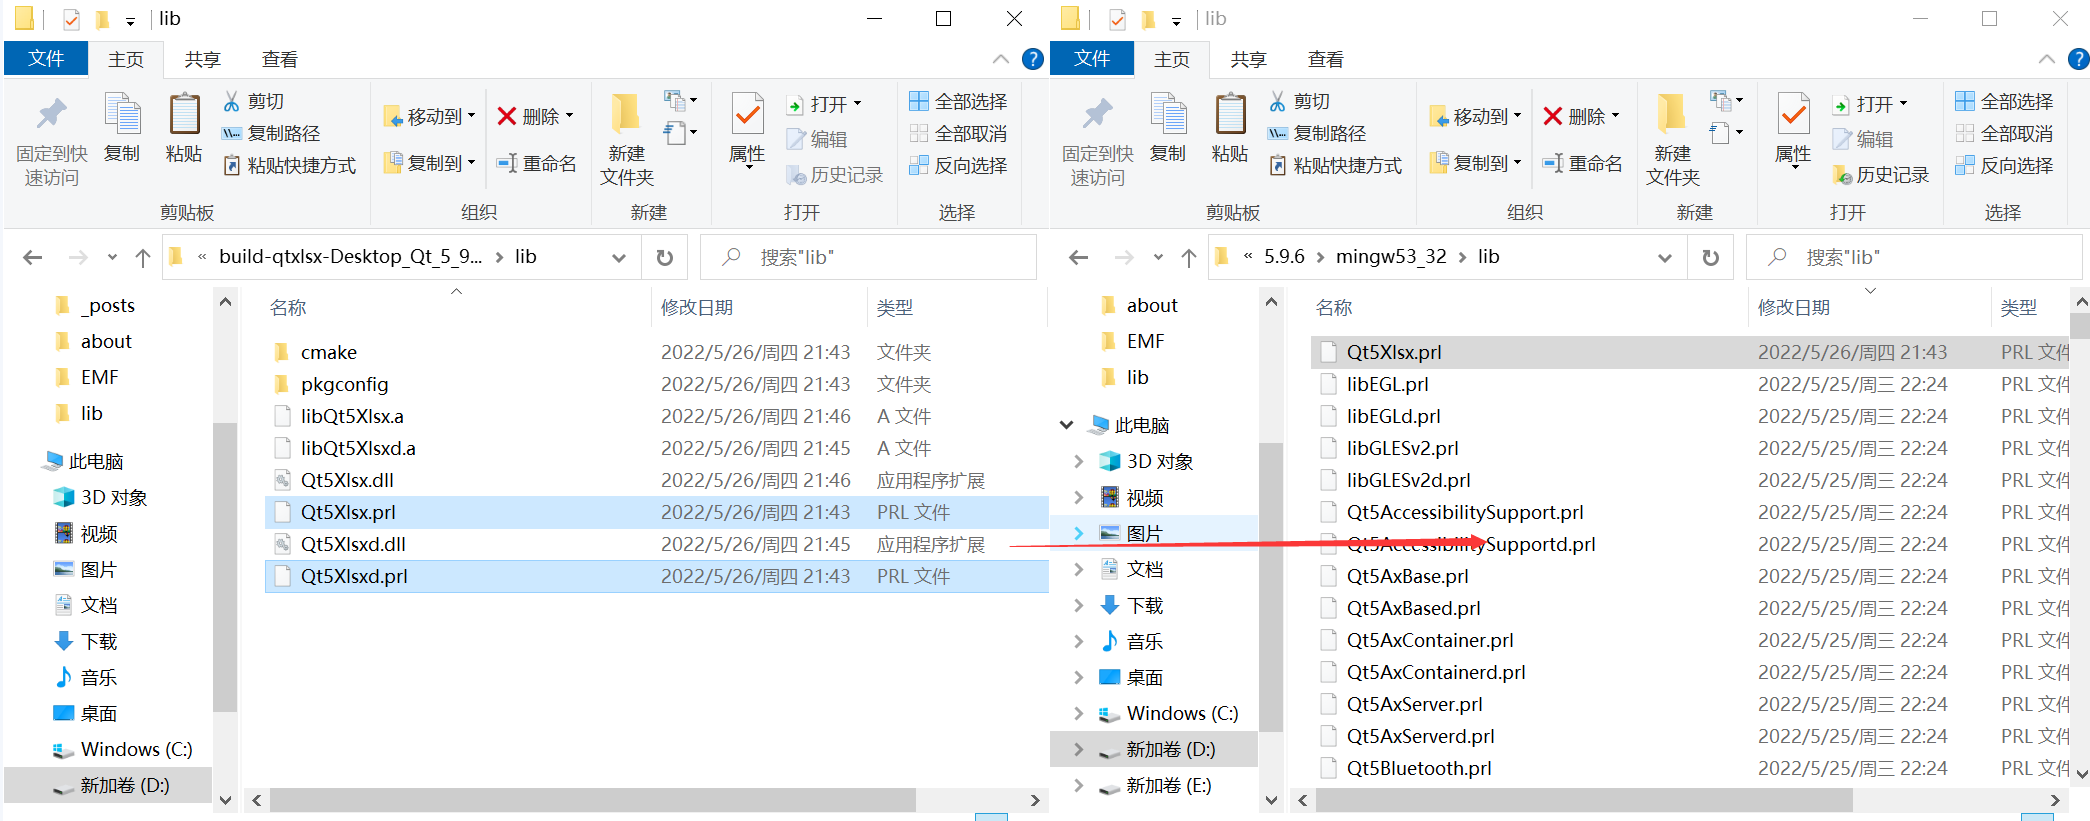 lib
文件 主页 共享 查看
固定到快速访问
复制
粘贴
剪切
复制路径
粘贴快捷方式
剪贴板
移动到
复制到
删除
重命名
组织
新建文件夹
新建
属性
打开
编辑
历史记录
打开
全部选择
全部取消
反向选择
选择
« build-qtxlsx-Desktop_Qt_5_9... > lib
搜索"lib"
_posts
about
EMF
lib
此电脑
3D 对象
视频
图片
文档
下载
音乐
桌面
Windows (C:)
新加卷 (D:)
名称 修改日期 类型
cmake 2022/5/26/周四 21:43 文件夹
pkgconfig 2022/5/26/周四 21:43 文件夹
libQt5Xlsx.a 2022/5/26/周四 21:46 A 文件
libQt5Xlsxd.a 2022/5/26/周四 21:45 A 文件
Qt5Xlsx.dll 2022/5/26/周四 21:46 应用程序扩展
Qt5Xlsx.prl 2022/5/26/周四 21:43 PRL 文件
Qt5Xlsxd.dll 2022/5/26/周四 21:45 应用程序扩展
Qt5Xlsxd.prl 2022/5/26/周四 21:43 PRL 文件
lib
文件 主页 共享 查看
固定到快速访问
复制
粘贴
剪切
复制路径
粘贴快捷方式
剪贴板
移动到
复制到
删除
重命名
组织
新建文件夹
新建
属性
打开
编辑
历史记录
打开
全部选择
全部取消
反向选择
选择
« 5.9.6 > mingw53_32 > lib
搜索"lib"
about
EMF
lib
此电脑
3D 对象
视频
图片
文档
下载
音乐
桌面
Windows (C:)
新加卷 (D:)
新加卷 (E:)
名称 修改日期 类型
Qt5Xlsx.prl 2022/5/26/周四 21:43 PRL 文件
libEGL.prl 2022/5/25/周三 22:24 PRL 文件
libEGLd.prl 2022/5/25/周三 22:24 PRL 文件
libGLESv2.prl 2022/5/25/周三 22:24 PRL 文件
libGLESv2d.prl 2022/5/25/周三 22:24 PRL 文件
Qt5AccessibilitySupport.prl 2022/5/25/周三 22:24 PRL 文件
Qt5AccessibilitySupportd.prl 2022/5/25/周三 22:24 PRL 文件
Qt5AxBase.prl 2022/5/25/周三 22:24 PRL 文件
Qt5AxBased.prl 2022/5/25/周三 22:24 PRL 文件
Qt5AxContainer.prl 2022/5/25/周三 22:24 PRL 文件
Qt5AxContainerd.prl 2022/5/25/周三 22:24 PRL 文件
Qt5AxServer.prl 2022/5/25/周三 22:24 PRL 文件
Qt5AxServerd.prl 2022/5/25/周三 22:24 PRL 文件
Qt5Bluetooth.prl 2022/5/25/周三 22:24 PRL 文件